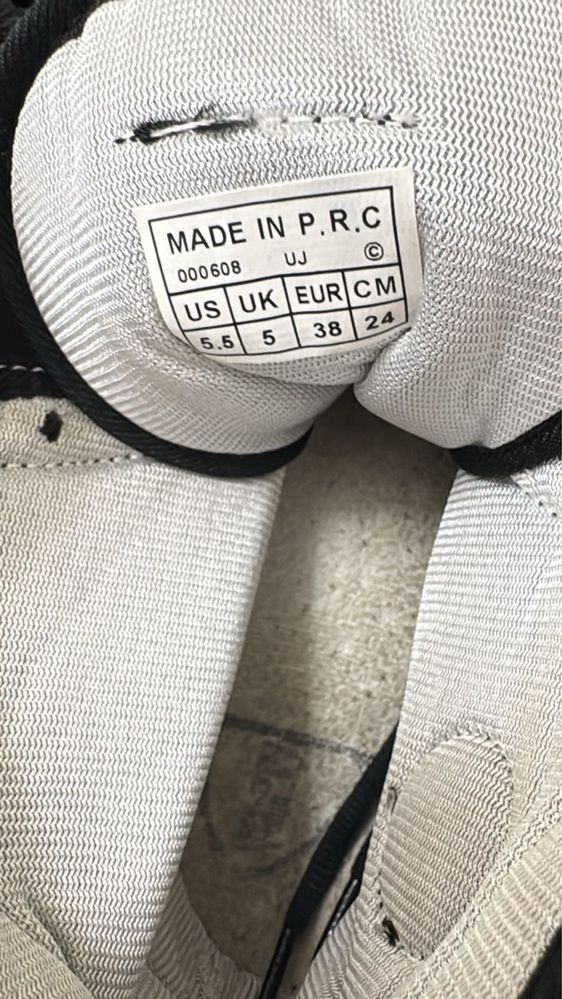 MADE IN P.R.C
000608 UJ ©
US UK EUR CM
5.5 5 38 24